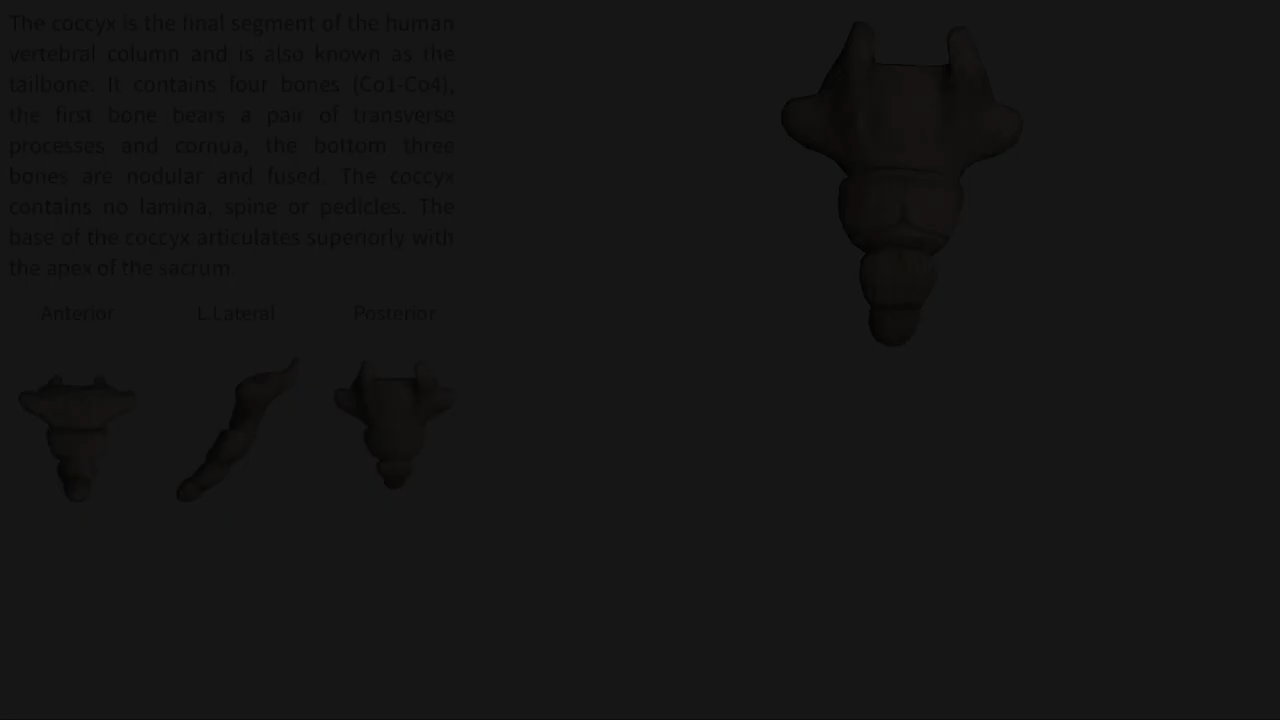 The coccyx is the final segment of the human
vertebral column and is also known as the
tailbone. It contains four bones (Co1-Co4),
the first bone bears a pair of transverse
processes and cornua, the bottom three
bones are nodular and fused. The coccyx
contains no lamina, spine or pedicles. The
base of the coccyx articulates superiorly with
the apex of the sacrum.
Anterior L.Lateral Posterior